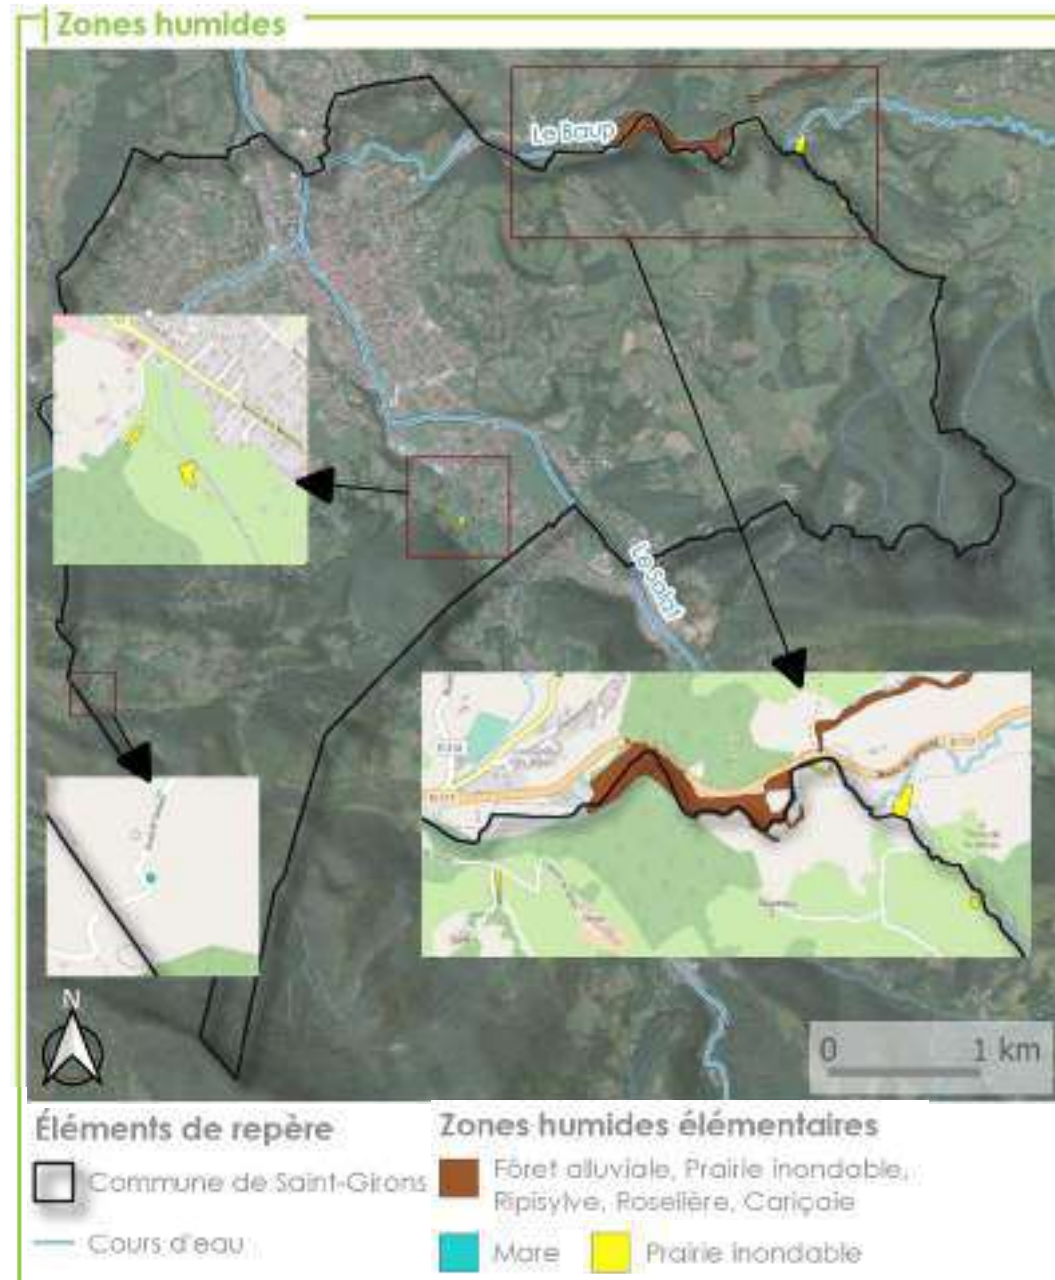 Zones humides
Le Baup
Le Salat
N
0 1 km
Éléments de repère
Commune de Saint-Girons
Cours d'eau
Zones humides élémentaires
Fôret alluviale, Prairie inondable,
Ripisylve, Roselière, Cariçaie
Mare
Prairie inondable